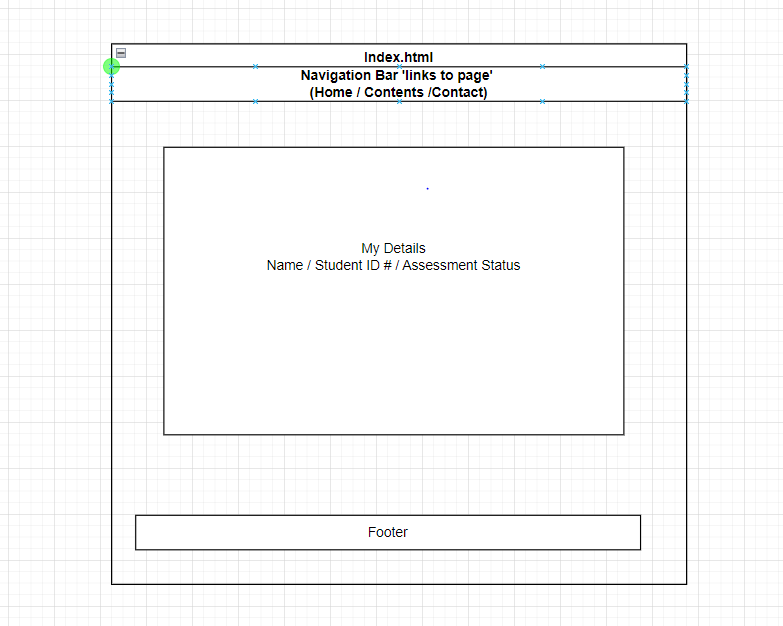 Index.html
Navigation Bar 'links to page'
(Home / Contents /Contact)
My Details
Name / Student ID # / Assessment Status
Footer